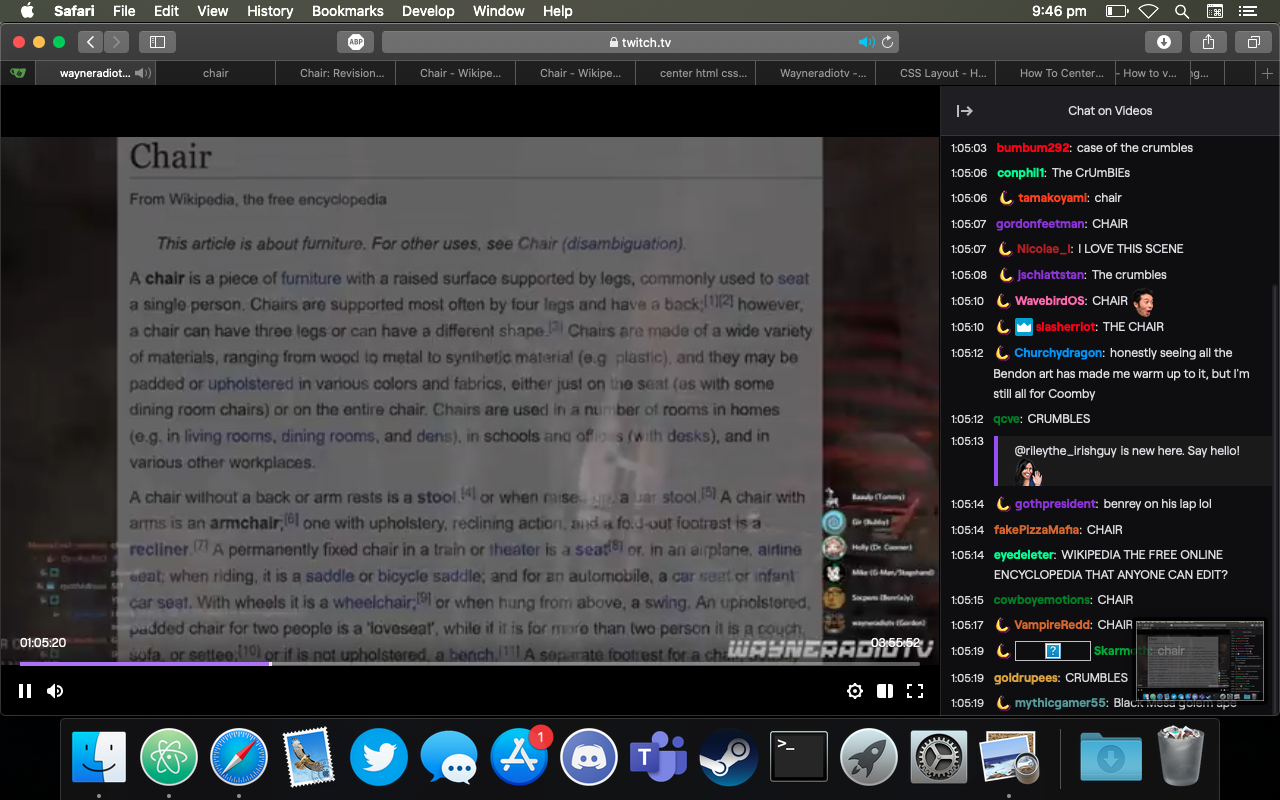 Safari File Edit View History Bookmarks Develop Window Help 9:46 pm
ABP twitch.tv
wayneradiot... chair Chair: Revision... Chair - Wikipe... Chair - Wikipe... center html css... Wayneradiotv -... CSS Layout - H... How To Center... - How to v...
Chair
From Wikipedia, the free encyclopedia
This article is about furniture. For other uses, see Chair (disambiguation).
A chair is a piece of furniture with a raised surface supported by legs, commonly used to seat
a single person. Chairs are supported most often by four legs and have a back;[1][2] however,
a chair can have three legs or can have a different shape.[3] Chairs are made of a wide variety
of materials, ranging from wood to metal to synthetic material (e.g. plastic), and they may be
padded or upholstered in various colors and fabrics, either just on the seat (as with some
dining room chairs) or on the entire chair. Chairs are used in a number of rooms in homes
(e.g. in living rooms, dining rooms, and dens), in schools and offices (with desks), and in
various other workplaces.
A chair without a back or arm rests is a stool,[4] or when raised up, a bar stool.[5] A chair with
arms is an armchair;[6] one with upholstery, reclining action, and a fold-out footrest is a
recliner.[7] A permanently fixed chair in a train or theater is a seat[8] or, in an airplane, airline
seat; when riding, it is a saddle or bicycle saddle; and for an automobile, a car seat or infant
car seat. With wheels it is a wheelchair;[9] or when hung from above, a swing. An upholstered,
padded chair for two people is a 'loveseat', while if it is for more than two person it is a couch,
sofa, or settee;[10] or if it is not upholstered, a bench.[11] A separate footrest for a chair
(Tommy)
Gir (Bubby)
Holly (Dr. Coomer)
Mike (G-Man/Stagehand)
Socpens (Benrey)
wayneradiotv (Gordon)
WAYNERADIOTV
01:05:20 03:55:52
Chat on Videos
1:05:03 bumbum292: case of the crumbles
1:05:06 conphil1: The CrUmBlEs
1:05:06 tamakoyami: chair
1:05:07 gordonfeetman: CHAIR
1:05:07 Nicolae_I: I LOVE THIS SCENE
1:05:08 jschlattstan: The crumbles
1:05:10 WavebirdOS: CHAIR
1:05:10 slasherriot: THE CHAIR
1:05:12 Churchydragon: honestly seeing all the
Bendon art has made me warm up to it, but I'm
still all for Coomby
1:05:12 qcve: CRUMBLES
1:05:13 @rileythe_irishguy is new here. Say hello!
1:05:14 gothpresident: benrey on his lap lol
1:05:14 fakePizzaMafia: CHAIR
1:05:14 eyedeleter: WIKIPEDIA THE FREE ONLINE
ENCYCLOPEDIA THAT ANYONE CAN EDIT?
1:05:15 cowboyemotions: CHAIR
1:05:17 VampireRedd: CHAIR
1:05:19 ? chair
1:05:19 goldrupees: CRUMBLES
1:05:19 mythicgamer55: Black Mesa golem ape
1
T
>_